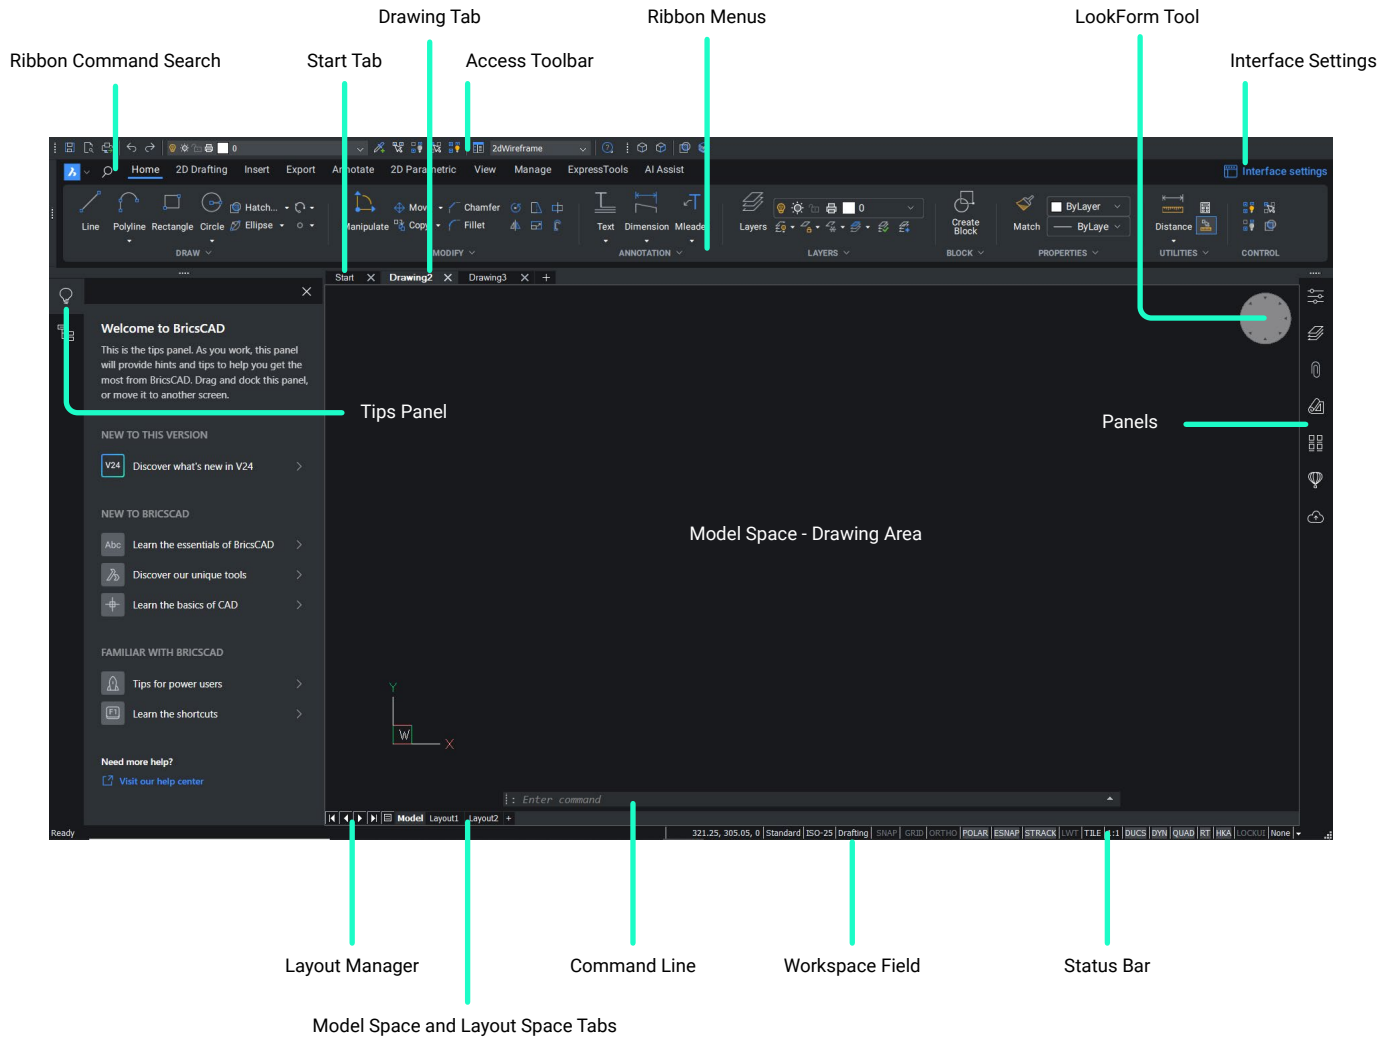 Drawing Tab
Ribbon Menus
LookForm Tool
Ribbon Command Search
Start Tab
Access Toolbar
Interface Settings
0
2dWireframe
Home
2D Drafting
Insert
Export
Annotate
2D Parametric
View
Manage
ExpressTools
AI Assist
Interface settings
Hatch...
Move
Chamfer
0
ByLayer
Line
Polyline
Rectangle
Circle
Ellipse
Manipulate
Copy
Fillet
Text
Dimension
Mleader
Layers
Create
Block
Match
ByLaye
Distance
DRAW
MODIFY
ANNOTATION
LAYERS
BLOCK
PROPERTIES
UTILITIES
CONTROL
Start
Drawing2
Drawing3
Welcome to BricsCAD
This is the tips panel. As you work, this panel
will provide hints and tips to help you get the
most from BricsCAD. Drag and dock this panel,
or move it to another screen.
Tips Panel
Panels
NEW TO THIS VERSION
V24 Discover what's new in V24
NEW TO BRICSCAD
Abc Learn the essentials of BricsCAD
Discover our unique tools
Learn the basics of CAD
Model Space - Drawing Area
FAMILIAR WITH BRICSCAD
Tips for power users
F1 Learn the shortcuts
Y
W
X
Need more help?
Visit our help center
: Enter command
Model Layout1 Layout2 +
Ready
321.25, 305.05, 0 Standard ISO-25 Drafting SNAP GRID ORTHO POLAR ESNAP STRACK LWT TILE 1:1 DUCS DYN QUAD RT HKA LOCKUI None
Layout Manager
Command Line
Workspace Field
Status Bar
Model Space and Layout Space Tabs